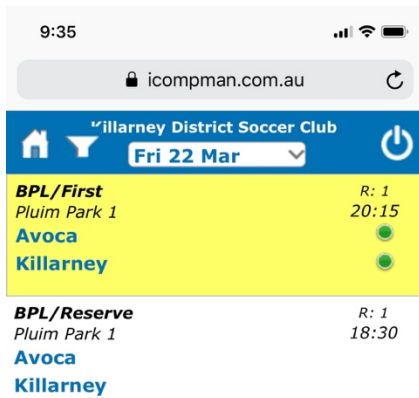 9:35
icompman.com.au
Killarney District Soccer Club
Fri 22 Mar
BPL/First R: 1
Pluim Park 1 20:15
Avoca
Killarney
BPL/Reserve R: 1
Pluim Park 1 18:30
Avoca
Killarney